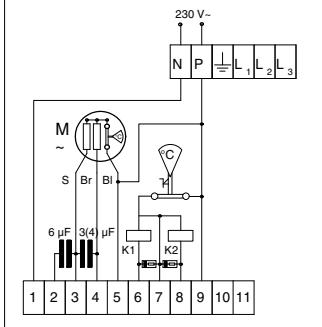 230 V~
N P L1 L2 L3
M
~
°C
°C
S Br Bl
6 µF 3(4) µF
K1 K2
1 2 3 4 5 6 7 8 9 10 11